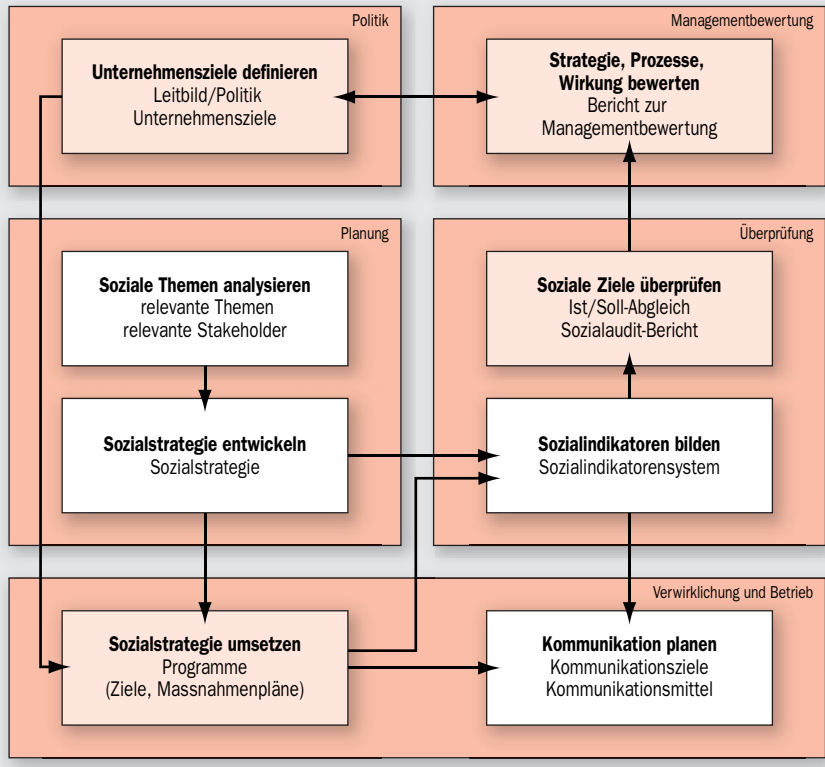 Politik
Unternehmensziele definieren
Leitbild/Politik
Unternehmensziele
Managementbewertung
Strategie, Prozesse,
Wirkung bewerten
Bericht zur
Managementbewertung
Planung
Soziale Themen analysieren
relevante Themen
relevante Stakeholder
Sozialstrategie entwickeln
Sozialstrategie
Überprüfung
Soziale Ziele überprüfen
Ist/Soll-Abgleich
Sozialaudit-Bericht
Sozialindikatoren bilden
Sozialindikatorensystem
Verwirklichung und Betrieb
Sozialstrategie umsetzen
Programme
(Ziele, Massnahmenpläne)
Kommunikation planen
Kommunikationsziele
Kommunikationsmittel